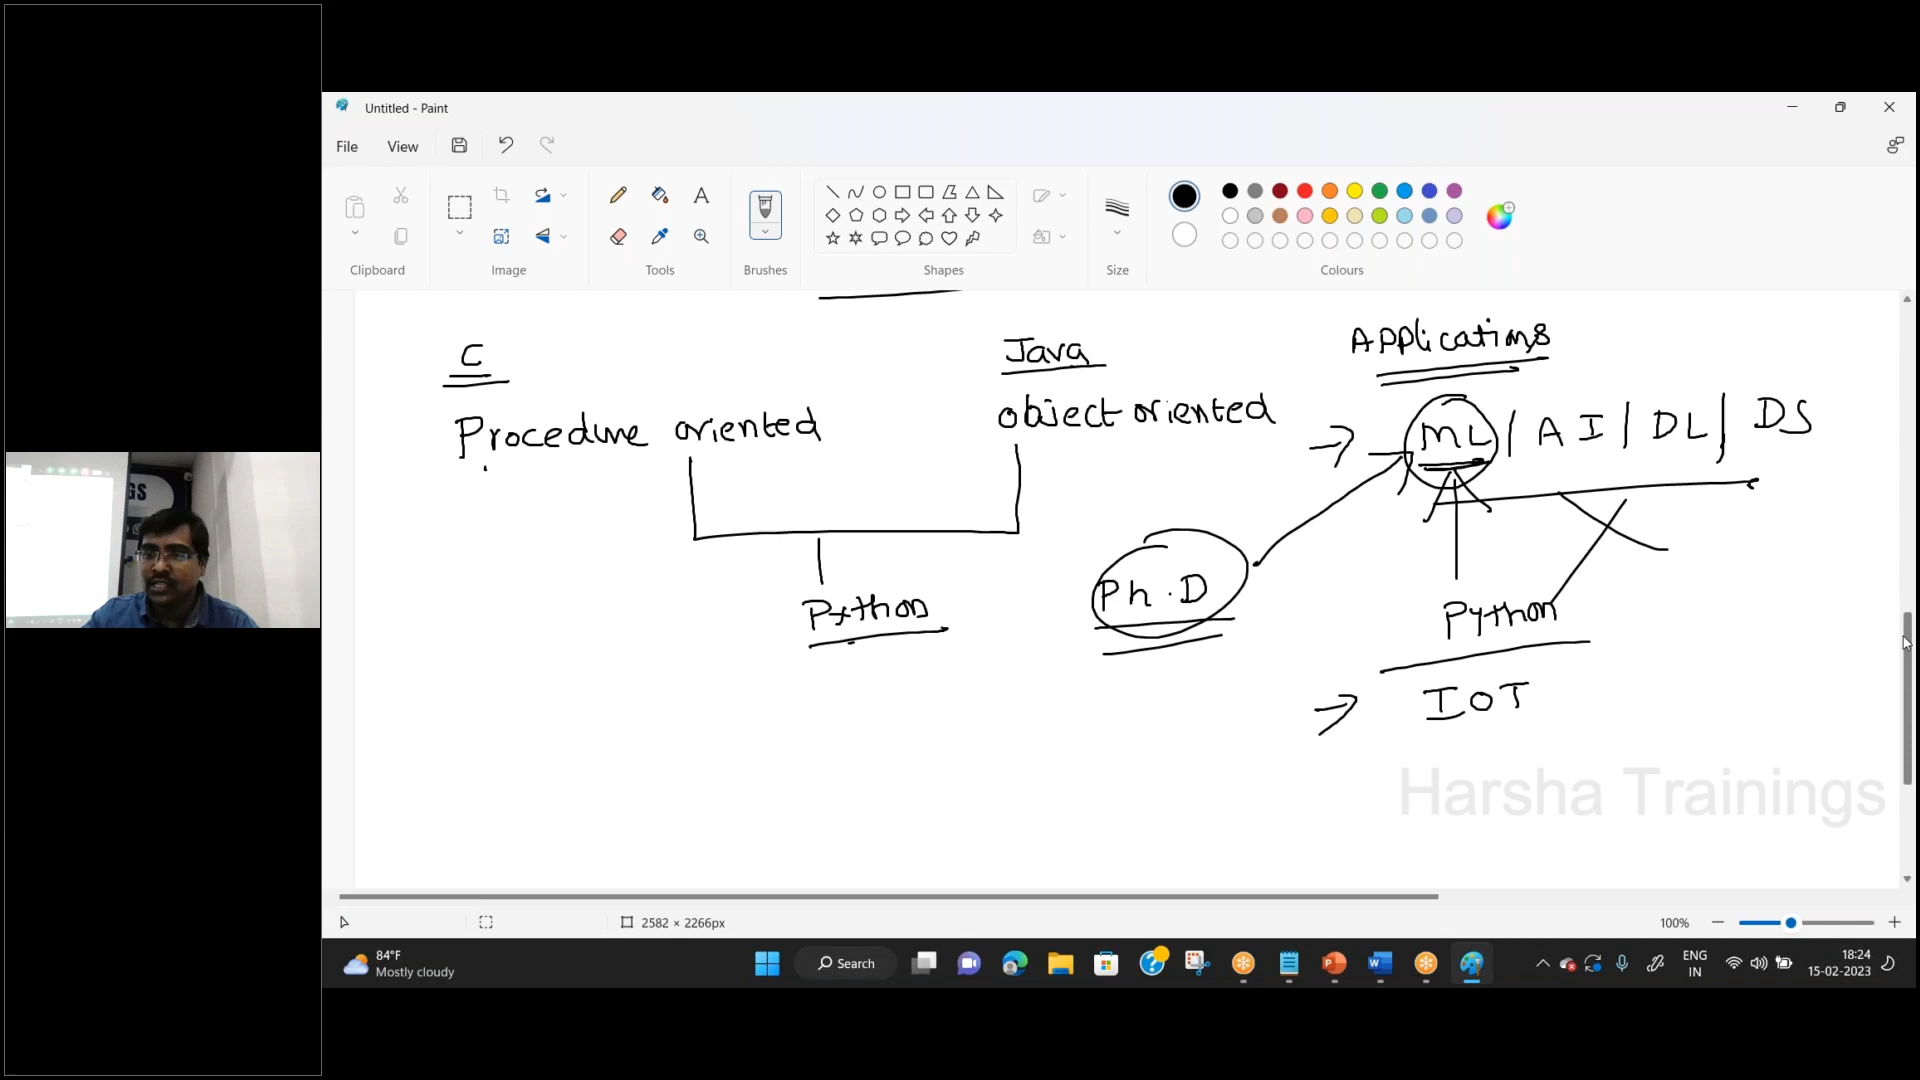 Untitled - Paint
File View
Clipboard Image Tools Brushes Shapes Size Colours
C
Procedure oriented
Java
object oriented
Python
Applications
ML / AI / DL / DS
Ph.D
Python
IOT
Harsha Trainings
GS
2582 × 2266px
100%
84°F
Mostly cloudy
Search
ENG
IN
18:24
15-02-2023